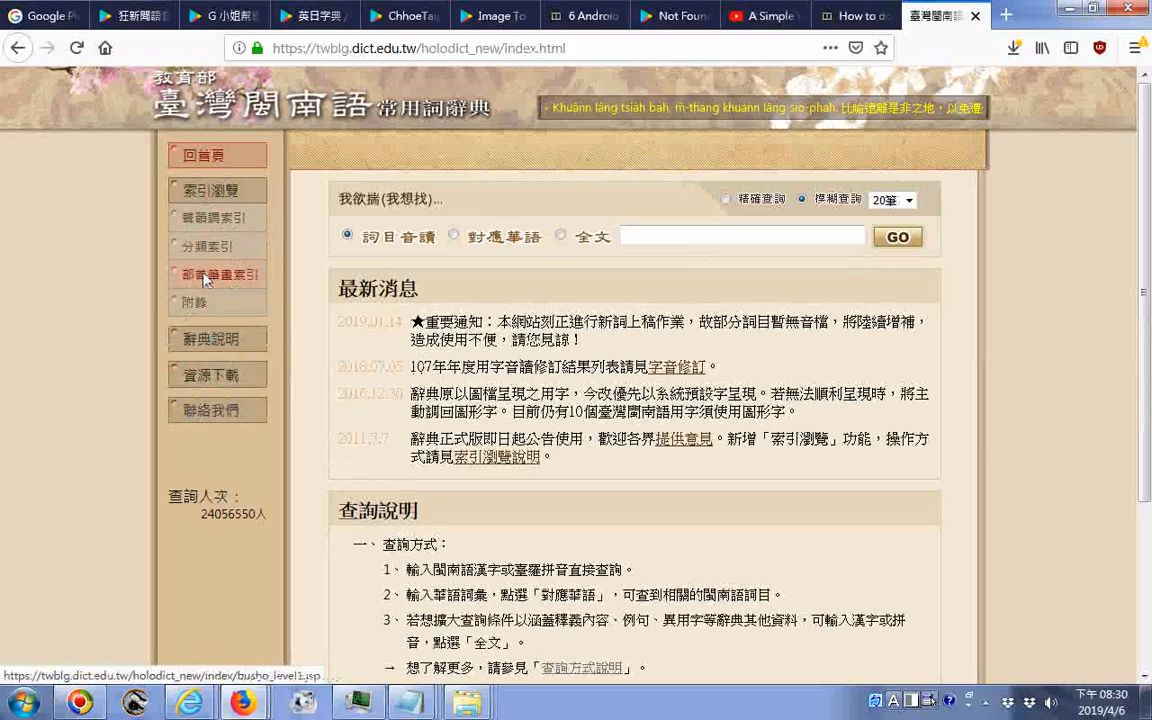 Google P
狂新聞語音
G 小姐幫
英日字典 /
ChhoeTai
Image To
6 Androi
Not Foun
A Simple
How to do
臺灣閩南語
https://twblg.dict.edu.tw/holodict_new/index.html
教育部
臺灣閩南語常用詞辭典
Khuànn lâng tsia̍h bah, m̄-thang khuànn lâng sio-phah. 比喻遠離是非之地，以免遭
回首頁
索引瀏覽
聲韻調索引
分類索引
部首筆畫索引
附錄
辭典說明
資源下載
聯絡我們
查詢人次：
24056550人
我欲揣(我想找)...
精確查詢 模糊查詢 20筆
詞目音讀 對應華語 全文 GO
最新消息
2019.01.14 ★重要通知：本網站刻正進行新詞上稿作業，故部分詞目暫無音檔，將陸續增補，
造成使用不便，請您見諒！
2018.07.05 107年年度用字音讀修訂結果列表請見字音修訂。
2016.12.30 辭典原以圖檔呈現之用字，今改優先以系統預設字呈現。若無法順利呈現時，將主
動調回圖形字。目前仍有10個臺灣閩南語用字須使用圖形字。
2011.7.7 辭典正式版即日起公告使用，歡迎各界提供意見。新增「索引瀏覽」功能，操作方
式請見索引瀏覽說明。
查詢說明
一、 查詢方式：
1、 輸入閩南語漢字或臺羅拼音直接查詢。
2、 輸入華語詞彙，點選「對應華語」，可查到相關的閩南語詞目。
3、 若想擴大查詢條件以涵蓋釋義內容、例句、異用字等辭典其他資料，可輸入漢字或拼
音，點選「全文」。
→ 想了解更多，請參見「查詢方式說明」。
https://twblg.dict.edu.tw/holodict_new/index/busho_level1.jsp
A
下午 08:30
2019/4/6